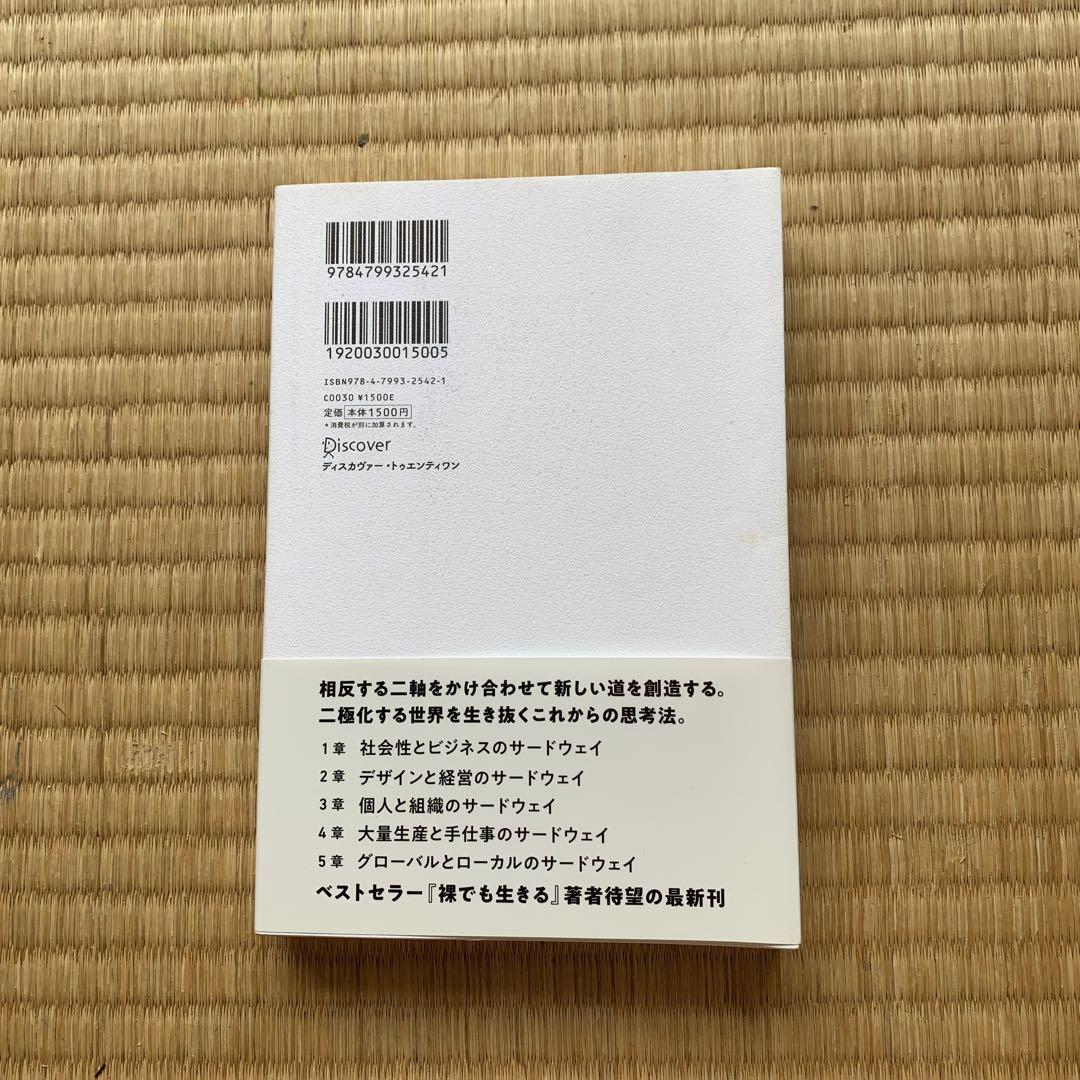 9784799325421
1920030015005
ISBN978-4-7993-2542-1
C0030 ¥1500E
定価 本体1500円
*消費税が別に加算されます。
Discover
ディスカヴァー・トゥエンティワン
相反する二軸をかけ合わせて新しい道を創造する。
二極化する世界を生き抜くこれからの思考法。
1章 社会性とビジネスのサードウェイ
2章 デザインと経営のサードウェイ
3章 個人と組織のサードウェイ
4章 大量生産と手仕事のサードウェイ
5章 グローバルとローカルのサードウェイ
ベストセラー『裸でも生きる』著者待望の最新刊